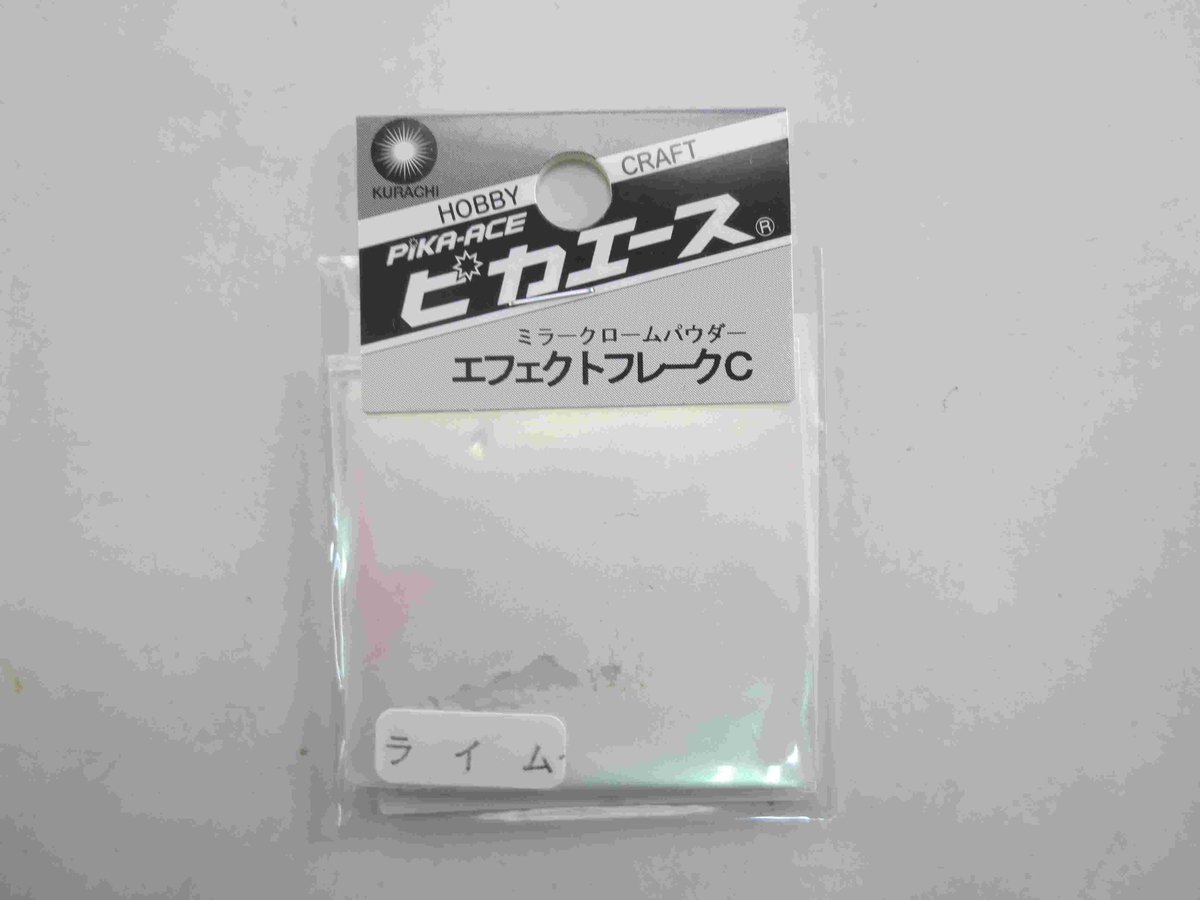 KURACHI
HOBBY CRAFT
PiKA-ACE
ピカエース®
ミラークロームパウダー
エフェクトフレークC
ライム